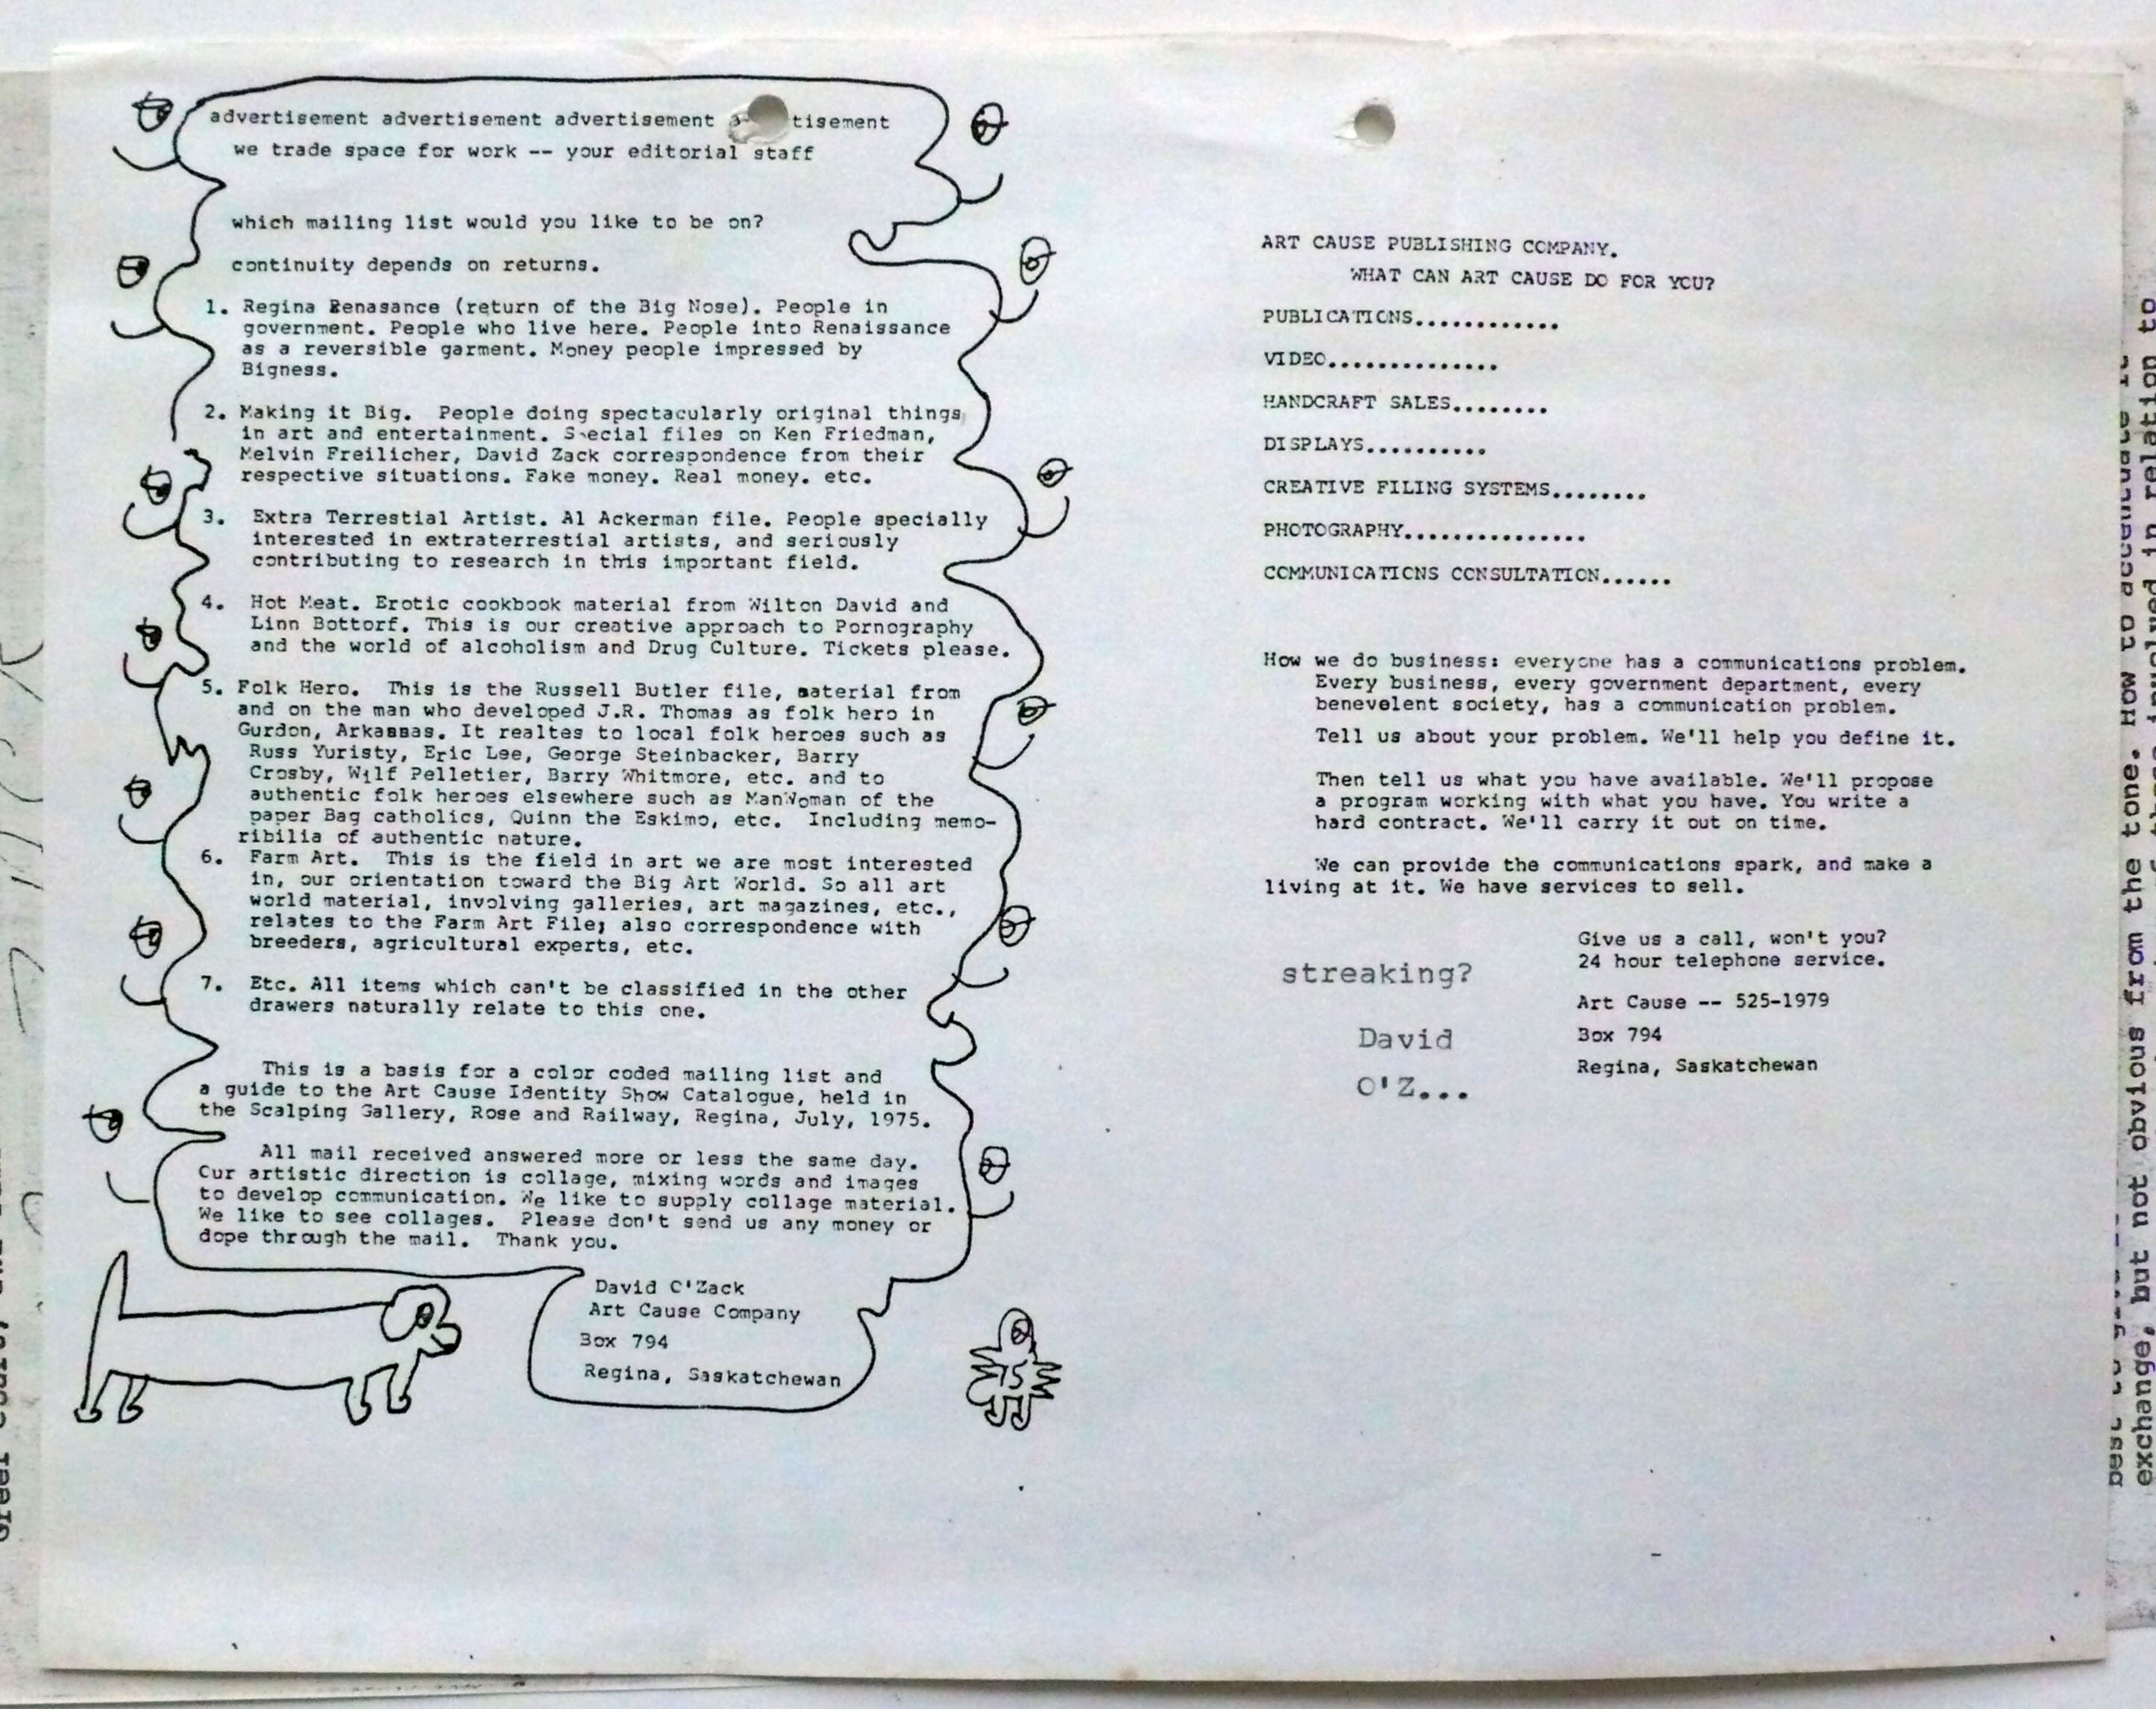 advertisement advertisement advertisement a tisement
we trade space for work -- your editorial staff
which mailing list would you like to be on?
continuity depends on returns.
1. Regina Renasance (return of the Big Nose). People in
government. People who live here. People into Renaissance
as a reversible garment. Money people impressed by
Bigness.
2. Making it Big. People doing spectacularly original things
in art and entertainment. Special files on Ken Friedman,
Melvin Freilicher, David Zack correspondence from their
respective situations. Fake money. Real money. etc.
3. Extra Terrestial Artist. Al Ackerman file. People specially
interested in extraterrestial artists, and seriously
contributing to research in this important field.
4. Hot Meat. Erotic cookbook material from Wilton David and
Linn Bottorf. This is our creative approach to Pornography
and the world of alcoholism and Drug Culture. Tickets please.
5. Folk Hero. This is the Russell Butler file, material from
and on the man who developed J.R. Thomas as folk hero in
Gurdon, Arkansas. It realtes to local folk heroes such as
Russ Yuristy, Eric Lee, George Steinbacker, Barry
Crosby, Wilf Pelletier, Barry Whitmore, etc. and to
authentic folk heroes elsewhere such as ManWoman of the
paper Bag catholics, Quinn the Eskimo, etc. Including memo-
ribilia of authentic nature.
6. Farm Art. This is the field in art we are most interested
in, our orientation toward the Big Art World. So all art
world material, involving galleries, art magazines, etc.,
relates to the Farm Art File; also correspondence with
breeders, agricultural experts, etc.
7. Etc. All items which can't be classified in the other
drawers naturally relate to this one.
This is a basis for a color coded mailing list and
a guide to the Art Cause Identity Show Catalogue, held in
the Scalping Gallery, Rose and Railway, Regina, July, 1975.
All mail received answered more or less the same day.
Our artistic direction is collage, mixing words and images
to develop communication. We like to supply collage material.
We like to see collages. Please don't send us any money or
dope through the mail. Thank you.
David O'Zack
Art Cause Company
Box 794
Regina, Saskatchewan
75
ART CAUSE PUBLISHING COMPANY.
WHAT CAN ART CAUSE DO FOR YOU?
PUBLICATIONS............
VIDEO..............
HANDCRAFT SALES........
DISPLAYS..........
CREATIVE FILING SYSTEMS........
PHOTOGRAPHY...............
COMMUNICATIONS CONSULTATION......
How we do business: everyone has a communications problem.
Every business, every government department, every
benevolent society, has a communication problem.
Tell us about your problem. We'll help you define it.
Then tell us what you have available. We'll propose
a program working with what you have. You write a
hard contract. We'll carry it out on time.
We can provide the communications spark, and make a
living at it. We have services to sell.
streaking?
David
O'Z...
Give us a call, won't you?
24 hour telephone service.
Art Cause -- 525-1979
Box 794
Regina, Saskatchewan
obvious from the tone. How to accentuate it
exchange, but not involved in relation to